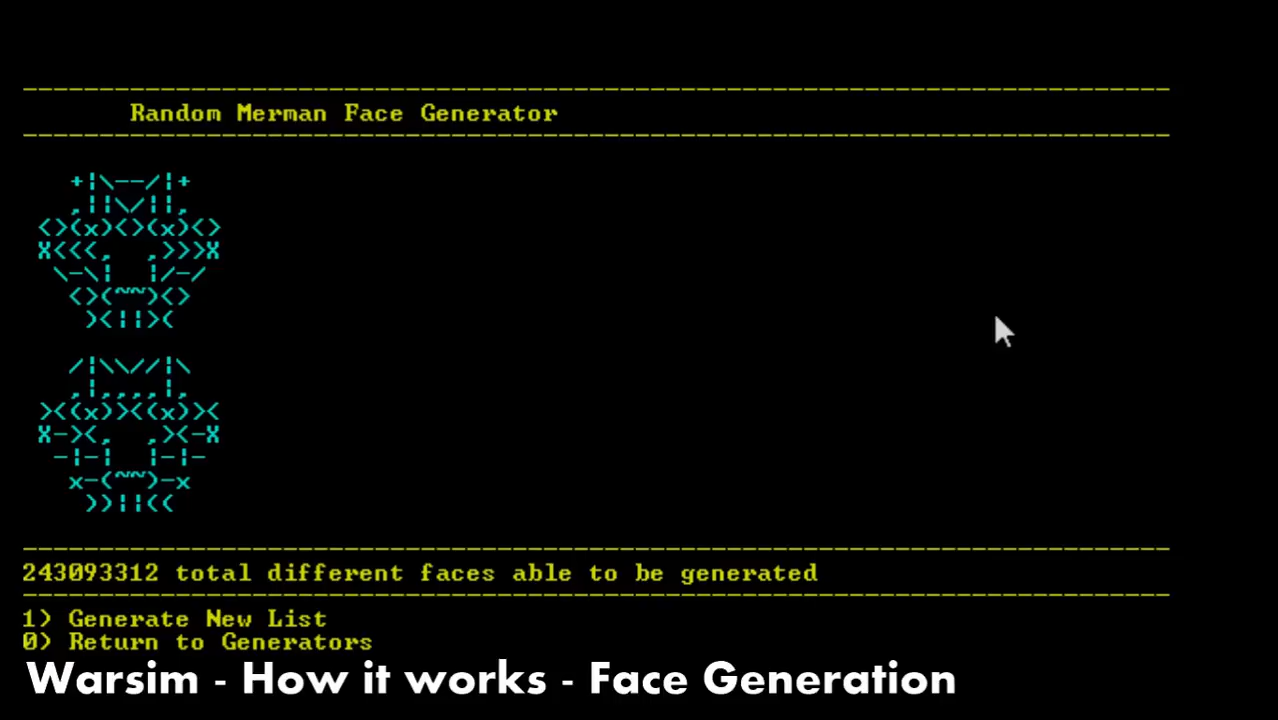 Random Merman Face Generator
+|\--/|+
,||\/||,
<>(x)<>(x)<>
X<<<,  ,>>>X
\-\|  |/-/
<>(~~)<>
)<||>(
/|\\//|\
,|,,,,|,
><(x)><(x)><
X-><,  ,><-X
-|-|  |-|-
x-(~~)-x
))||((
243093312 total different faces able to be generated
1) Generate New List
0) Return to Generators
Warsim - How it works - Face Generation